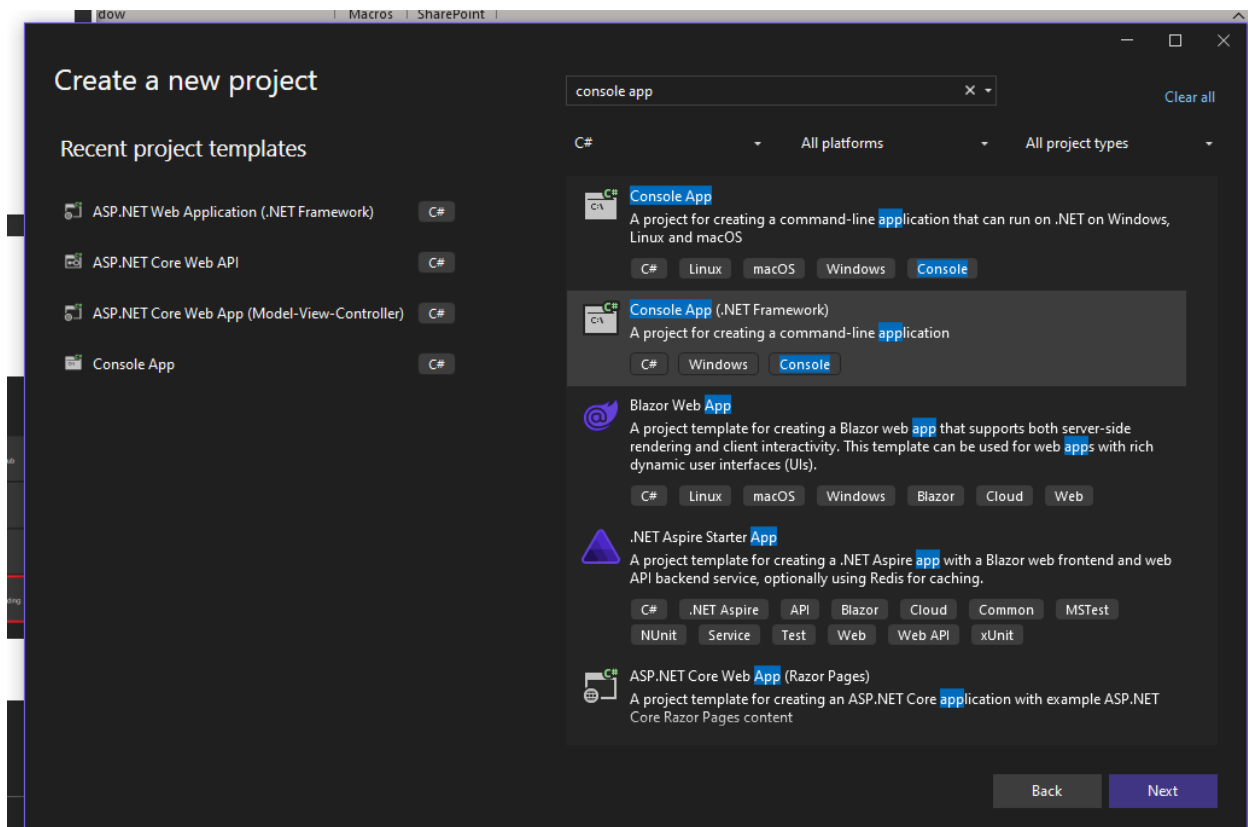 dow Macros SharePoint
Create a new project
console app
Clear all
Recent project templates
C# All platforms All project types
ASP.NET Web Application (.NET Framework) C#
ASP.NET Core Web API C#
ASP.NET Core Web App (Model-View-Controller) C#
Console App C#
Console App
A project for creating a command-line application that can run on .NET on Windows,
Linux and macOS
C# Linux macOS Windows Console
Console App (.NET Framework)
A project for creating a command-line application
C# Windows Console
Blazor Web App
A project template for creating a Blazor web app that supports both server-side
rendering and client interactivity. This template can be used for web apps with rich
dynamic user interfaces (UIs).
C# Linux macOS Windows Blazor Cloud Web
.NET Aspire Starter App
A project template for creating a .NET Aspire app with a Blazor web frontend and web
API backend service, optionally using Redis for caching.
C# .NET Aspire API Blazor Cloud Common MSTest
NUnit Service Test Web Web API xUnit
ASP.NET Core Web App (Razor Pages)
A project template for creating an ASP.NET Core application with example ASP.NET
Core Razor Pages content
Back Next